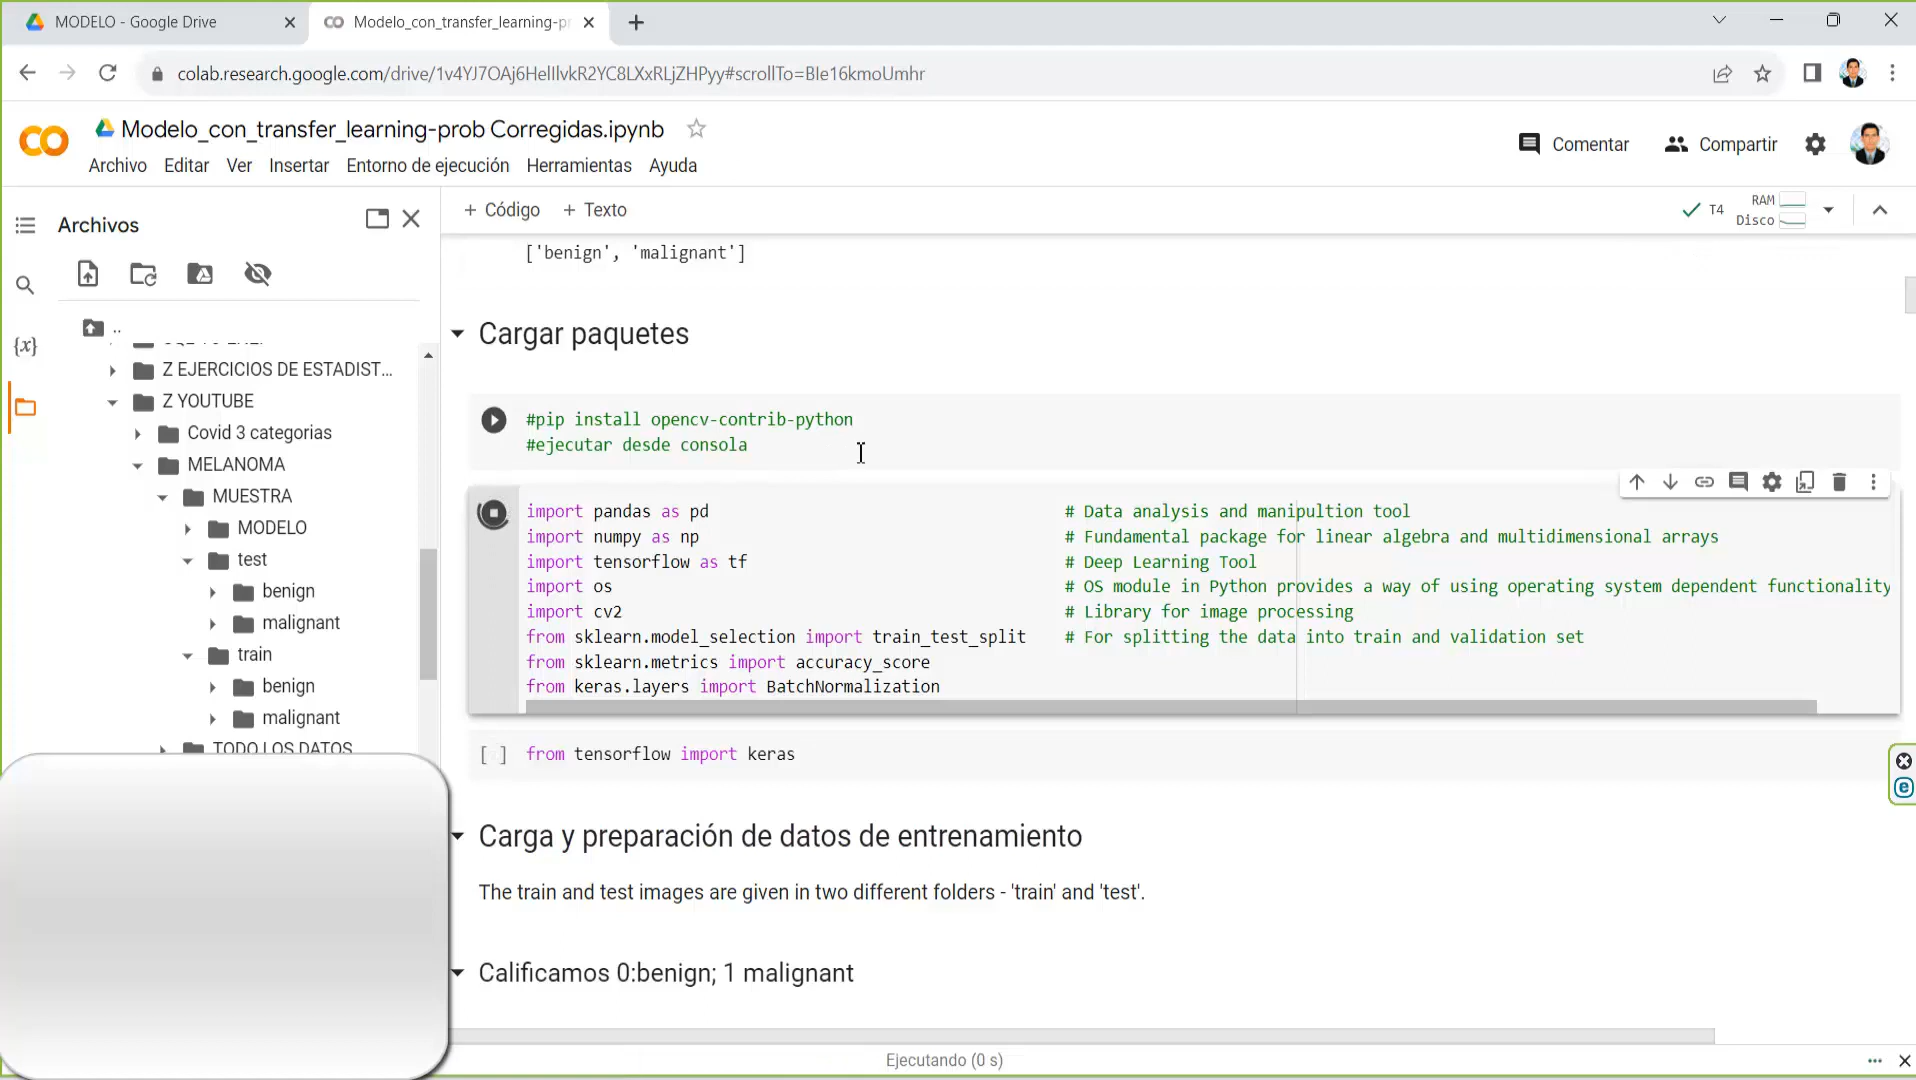 MODELO - Google Drive
Modelo_con_transfer_learning-pr
colab.research.google.com/drive/1v4YJ7OAj6HelIlvkR2YC8LXxRLjZHPyy#scrollTo=BIe16kmoUmhr
Modelo_con_transfer_learning-prob Corregidas.ipynb
Comentar
Compartir
Archivo Editar Ver Insertar Entorno de ejecución Herramientas Ayuda
Archivos
+ Código + Texto
T4
RAM
Disco
['benign', 'malignant']
..
Z EJERCICIOS DE ESTADIST...
Z YOUTUBE
Covid 3 categorias
MELANOMA
MUESTRA
MODELO
test
benign
malignant
train
benign
malignant
TODO LOS DATOS
{x}
Cargar paquetes
#pip install opencv-contrib-python
#ejecutar desde consola
import pandas as pd # Data analysis and manipultion tool
import numpy as np # Fundamental package for linear algebra and multidimensional arrays
import tensorflow as tf # Deep Learning Tool
import os # OS module in Python provides a way of using operating system dependent functionality
import cv2 # Library for image processing
from sklearn.model_selection import train_test_split # For splitting the data into train and validation set
from sklearn.metrics import accuracy_score
from keras.layers import BatchNormalization
[ ] from tensorflow import keras
Carga y preparación de datos de entrenamiento
The train and test images are given in two different folders - 'train' and 'test'.
Calificamos 0:benign; 1 malignant
Ejecutando (0 s)